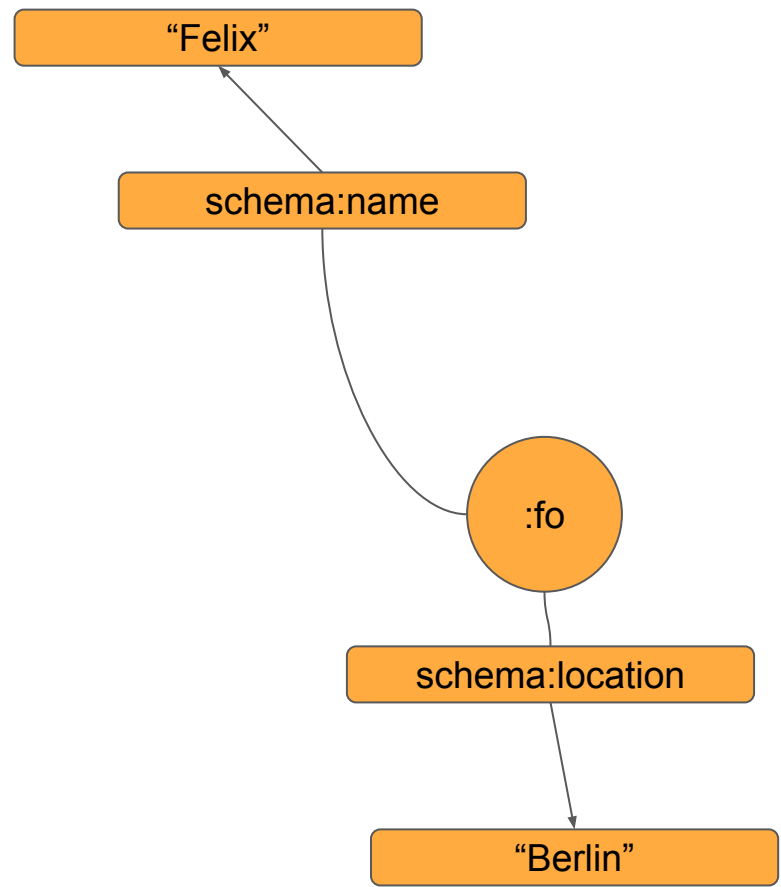 “Felix”
schema:name
:fo
schema:location
“Berlin”